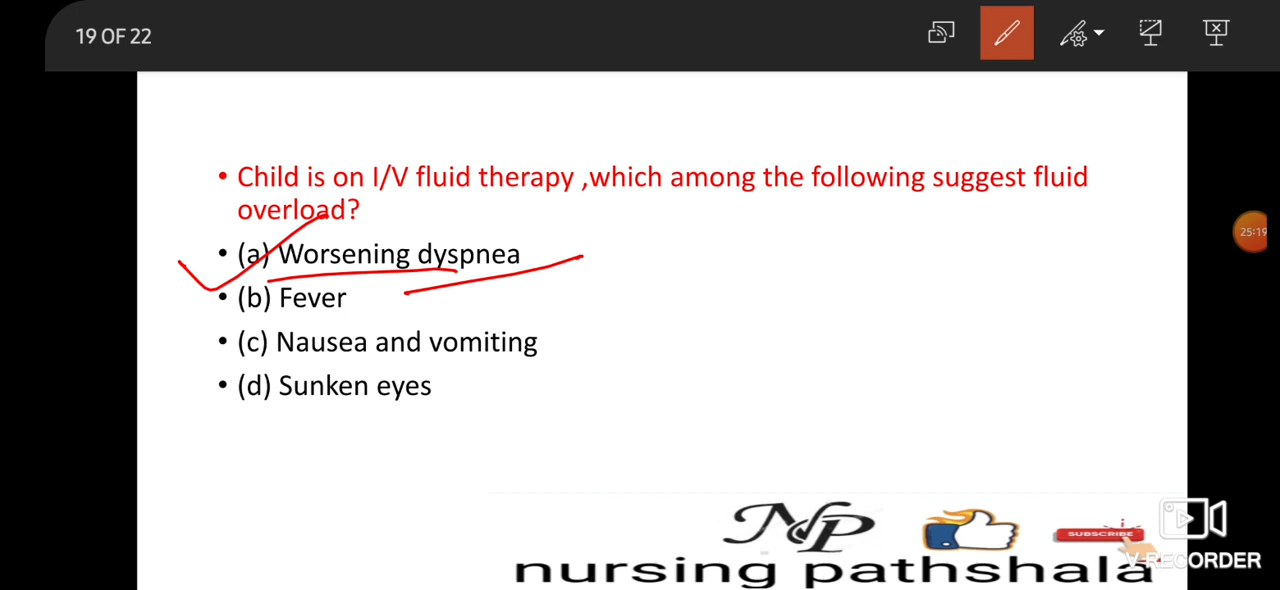 19 OF 22
• Child is on I/V fluid therapy ,which among the following suggest fluid
overload?
• (a) Worsening dyspnea
25:19
• (b) Fever
• (c) Nausea and vomiting
• (d) Sunken eyes
NP
SUBSCRIBE
nursing pathshala
V RECORDER